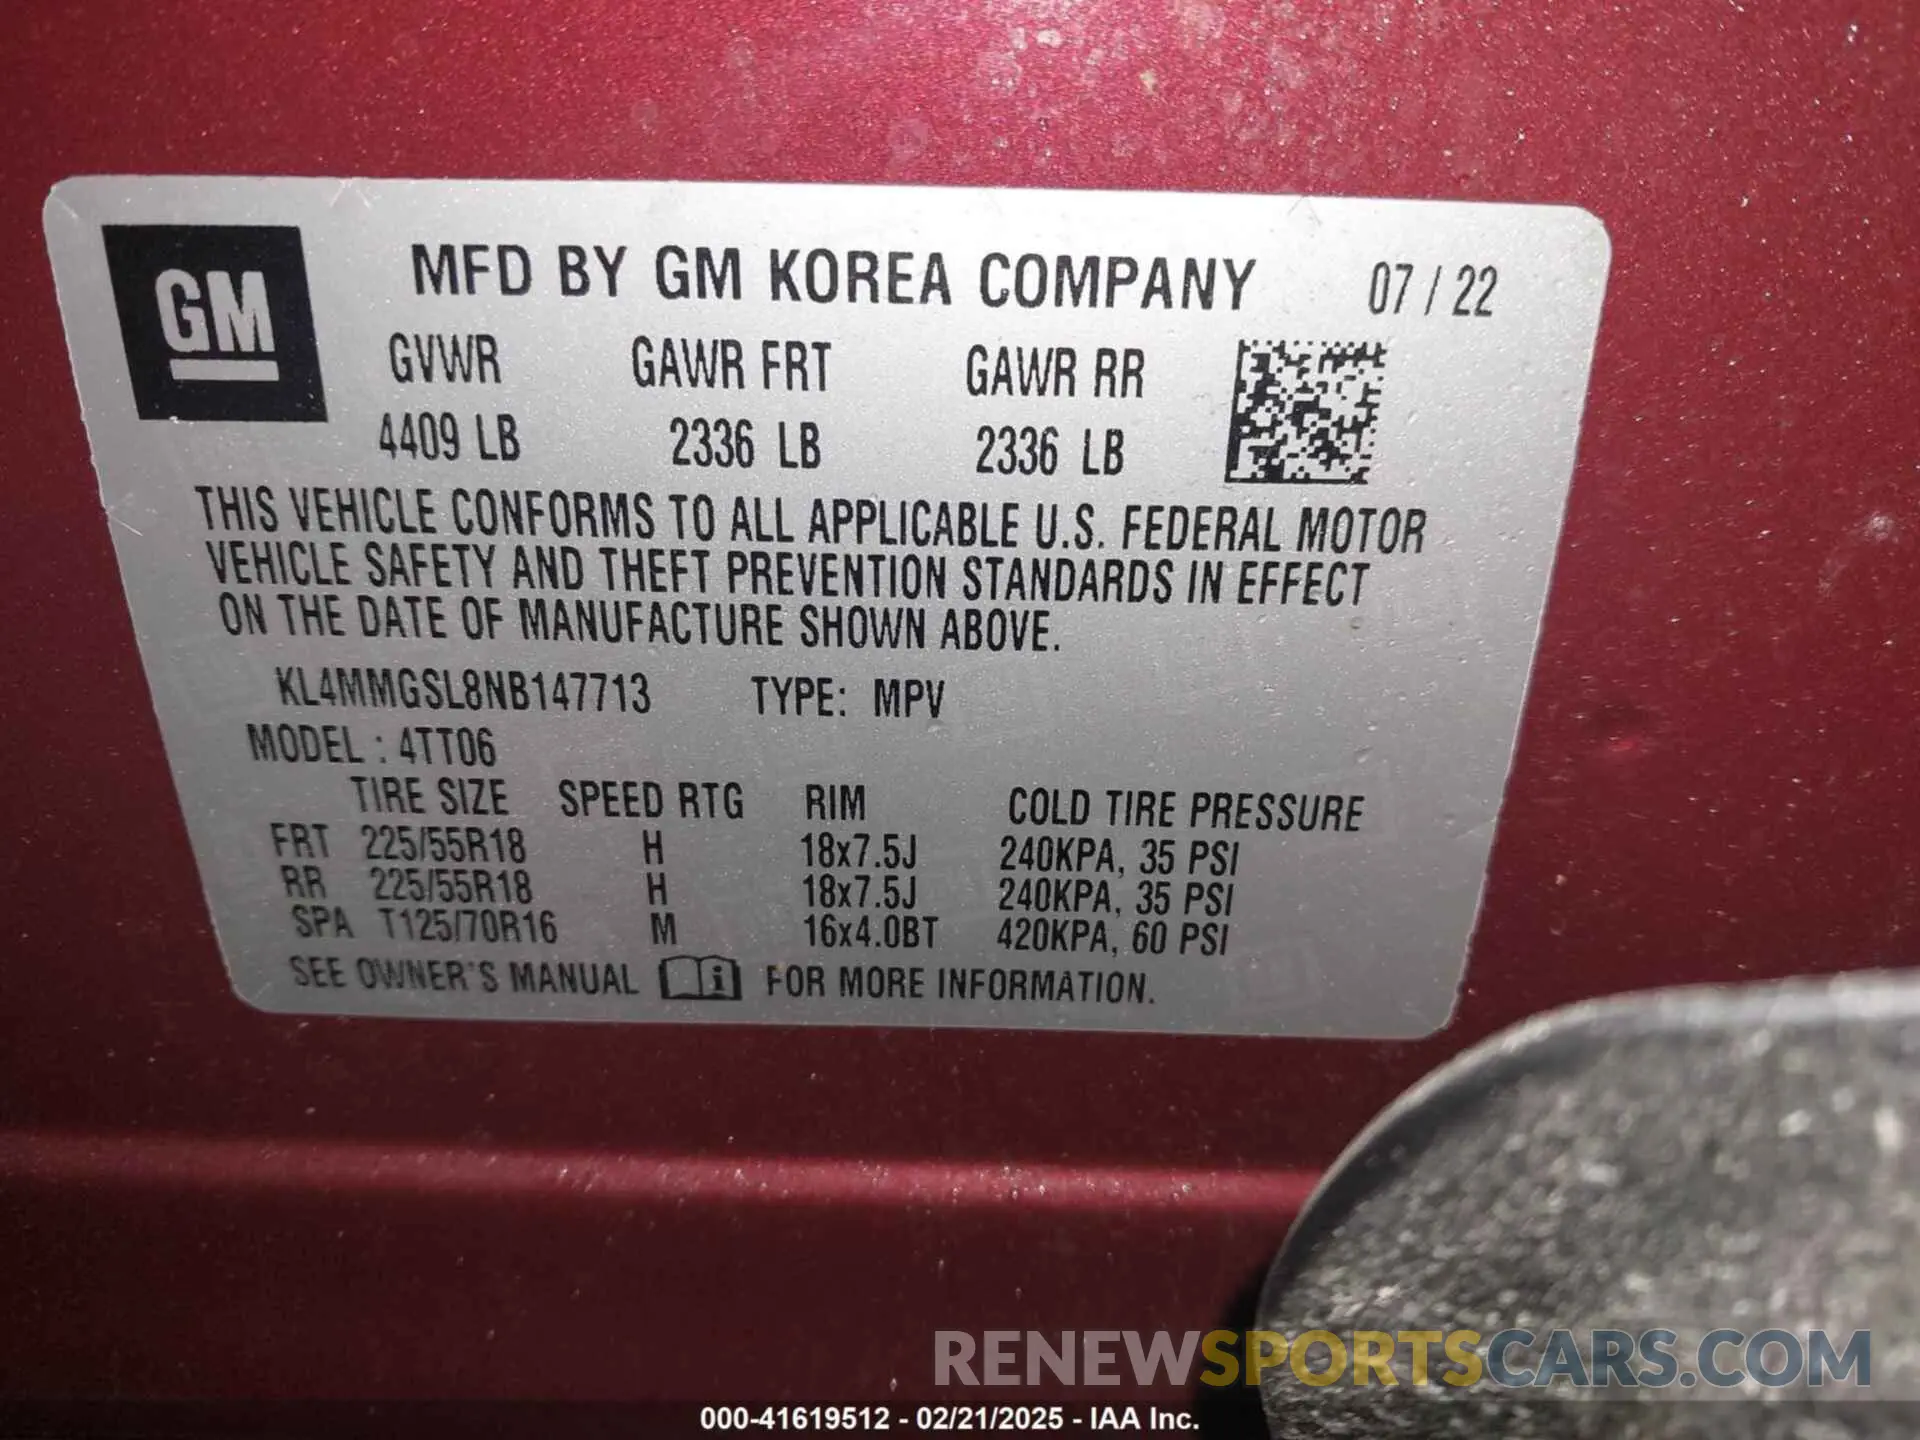 GM
MFD BY GM KOREA COMPANY 07 / 22
GVWR GAWR FRT GAWR RR
4409 LB 2336 LB 2336 LB
THIS VEHICLE CONFORMS TO ALL APPLICABLE U.S. FEDERAL MOTOR
VEHICLE SAFETY AND THEFT PREVENTION STANDARDS IN EFFECT
ON THE DATE OF MANUFACTURE SHOWN ABOVE.
KL4MMGSL8NB147713 TYPE: MPV
MODEL : 4TT06
TIRE SIZE SPEED RTG RIM COLD TIRE PRESSURE
FRT 225/55R18 H 18x7.5J 240KPA, 35 PSI
RR 225/55R18 H 18x7.5J 240KPA, 35 PSI
SPA T125/70R16 M 16x4.0BT 420KPA, 60 PSI
SEE OWNER'S MANUAL i FOR MORE INFORMATION.
RENEWSPORTSCARS.COM
000-41619512 - 02/21/2025 - IAA Inc.